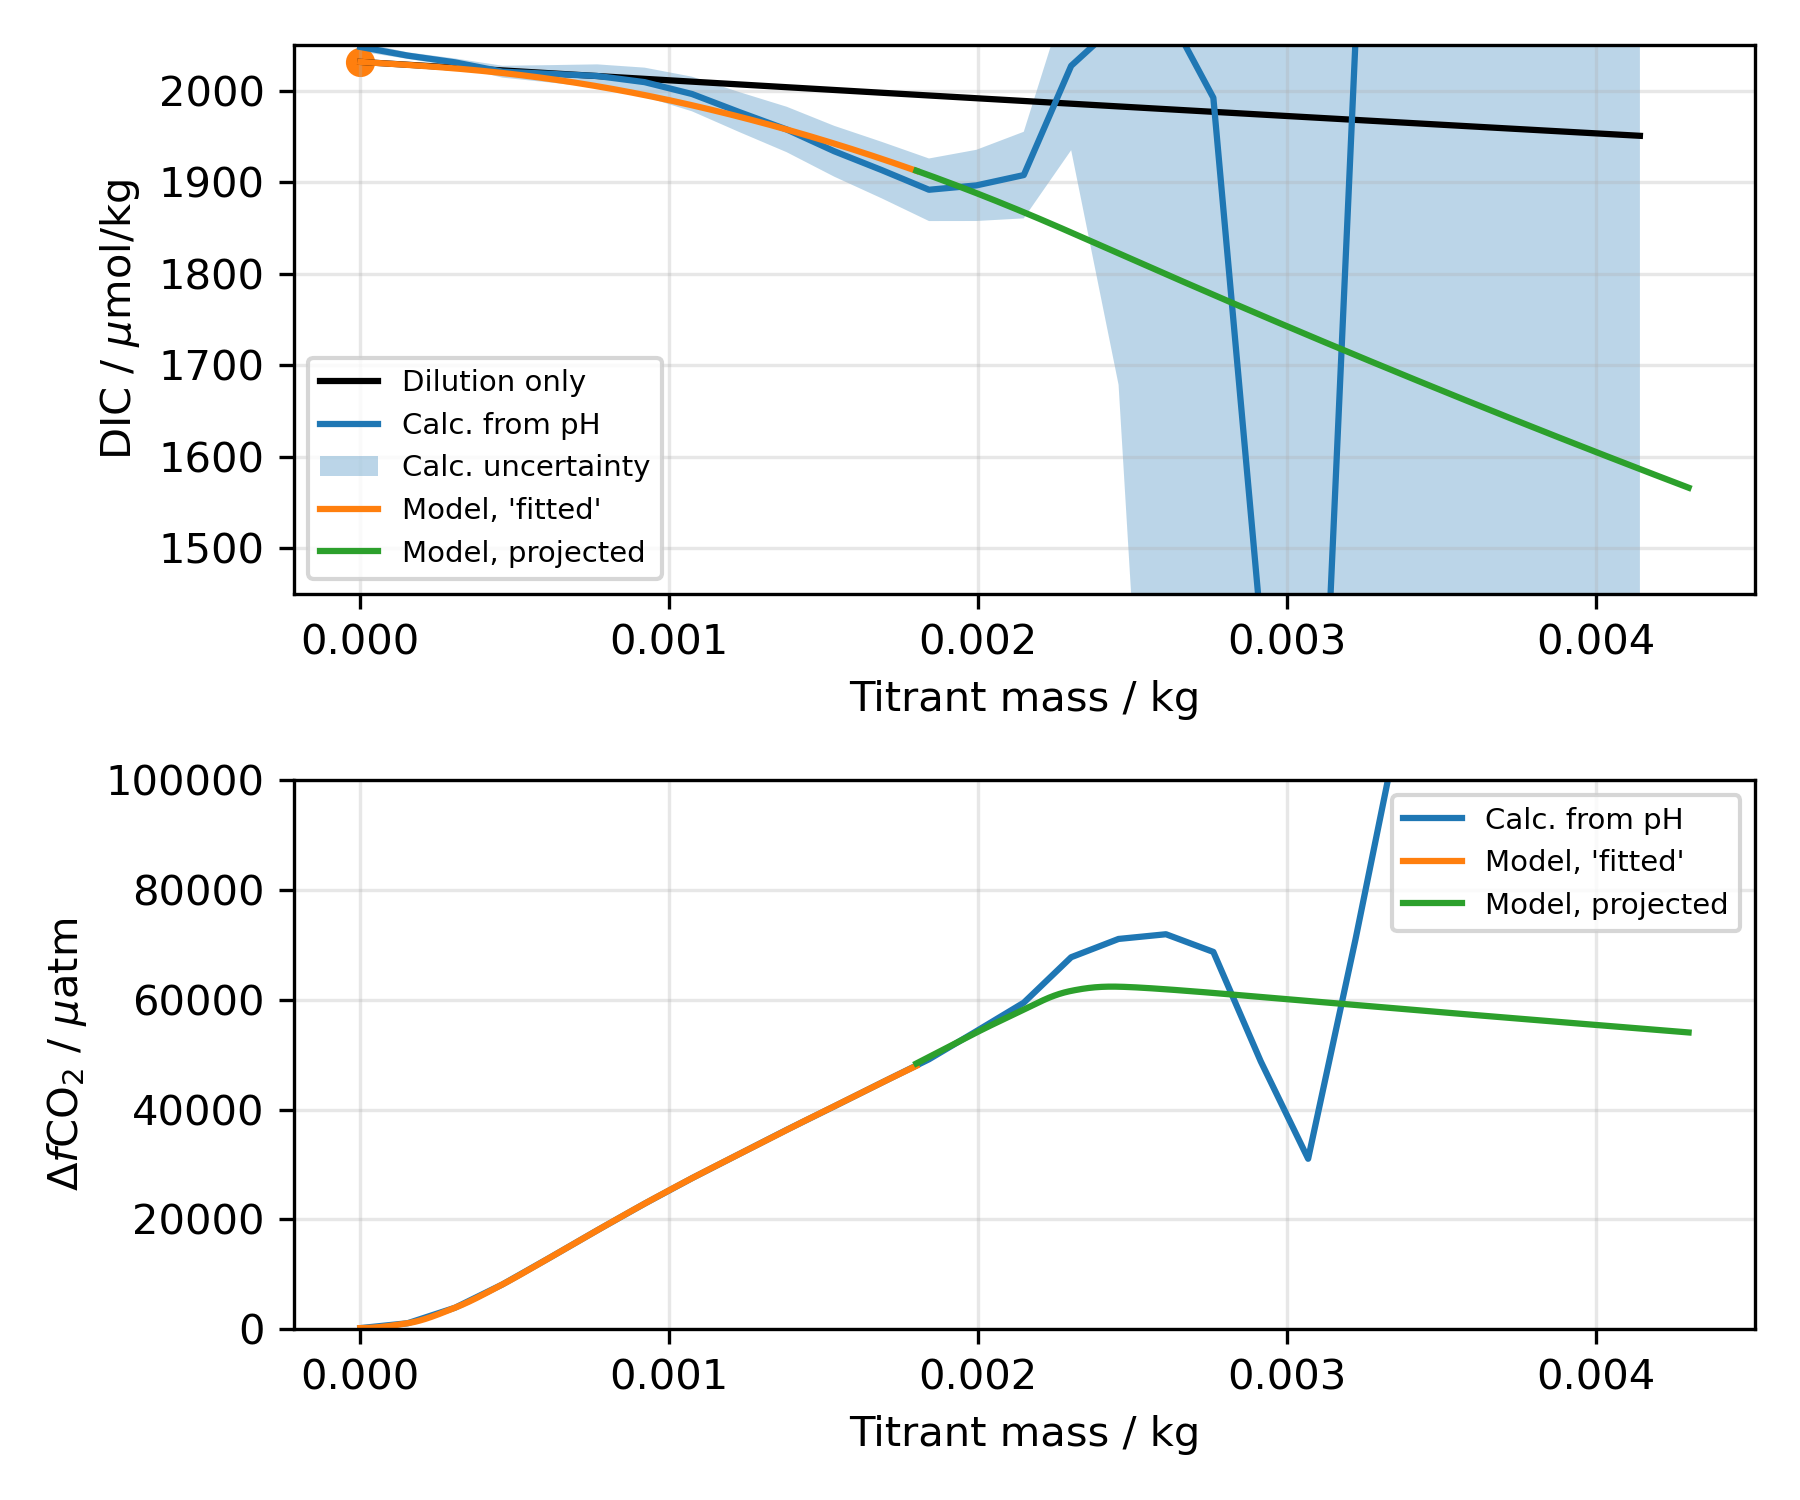 2000
1900
1800
1700
1600
1500
DIC / μmol/kg
Dilution only
Calc. from pH
Calc. uncertainty
Model, 'fitted'
Model, projected
0.000 0.001 0.002 0.003 0.004
Titrant mass / kg
100000
80000
60000
40000
20000
0
ΔfCO₂ / μatm
Calc. from pH
Model, 'fitted'
Model, projected
0.000 0.001 0.002 0.003 0.004
Titrant mass / kg